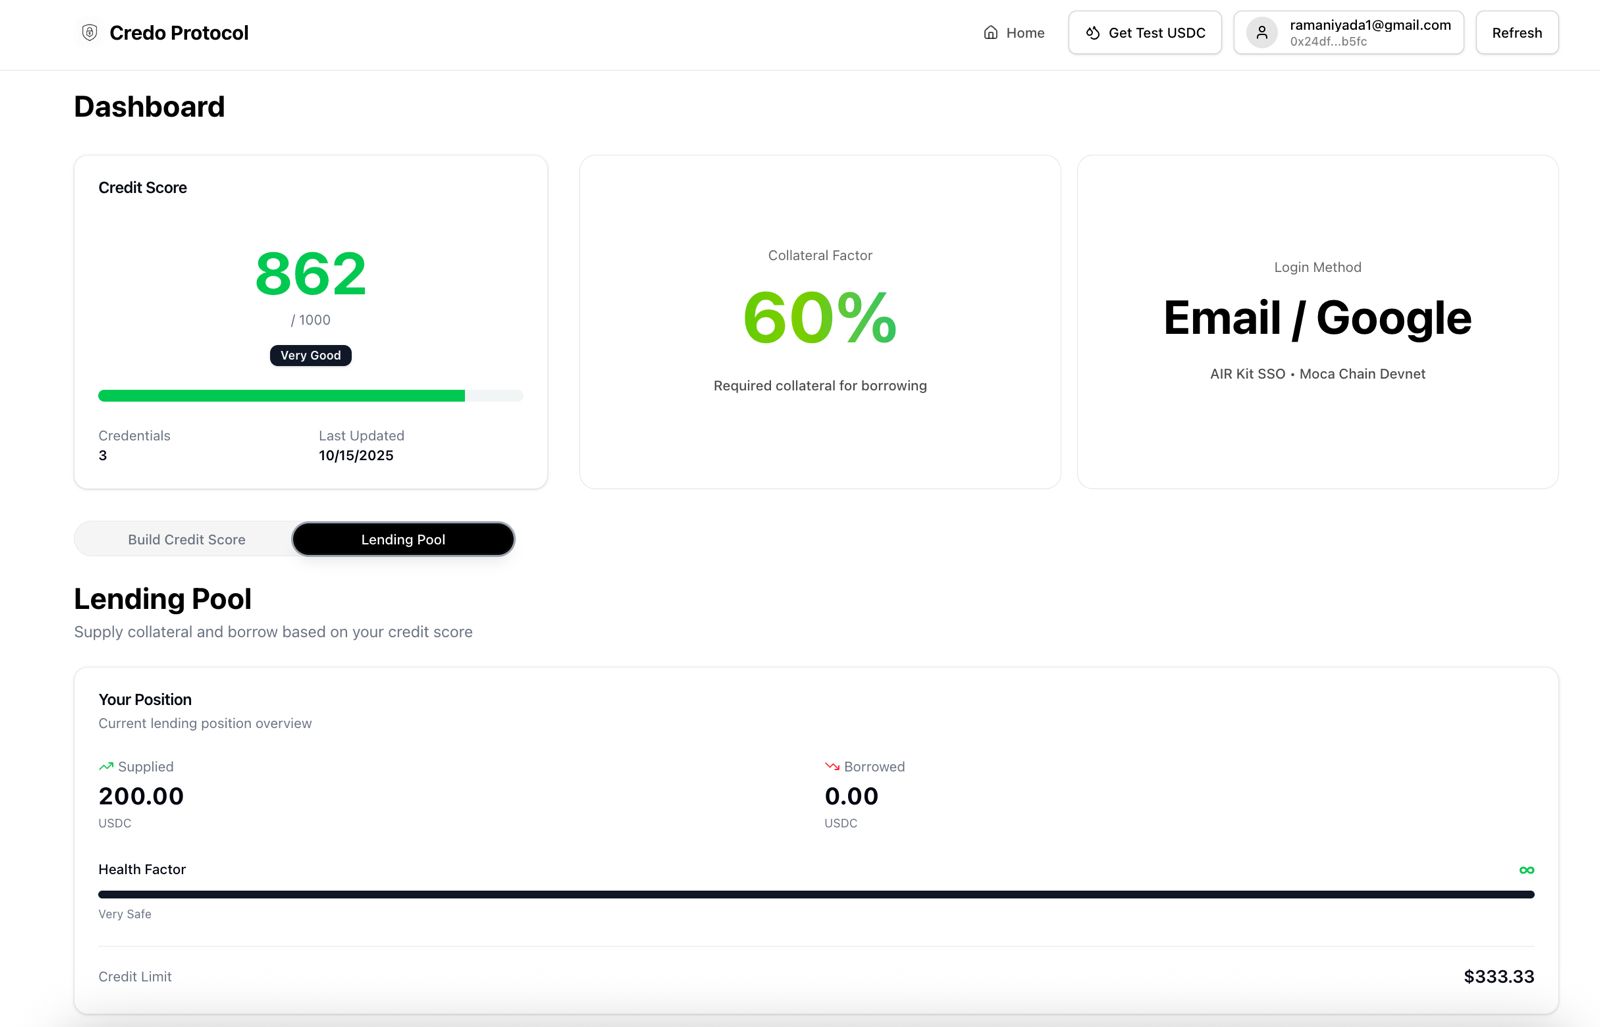 Credo Protocol
Home
Get Test USDC
ramaniyada1@gmail.com
0x24df...b5fc
Refresh
Dashboard
Credit Score
862
/ 1000
Very Good
Credentials
3
Last Updated
10/15/2025
Collateral Factor
60%
Required collateral for borrowing
Login Method
Email / Google
AIR Kit SSO • Moca Chain Devnet
Build Credit Score
Lending Pool
Lending Pool
Supply collateral and borrow based on your credit score
Your Position
Current lending position overview
Supplied
200.00
USDC
Borrowed
0.00
USDC
Health Factor
∞
Very Safe
Credit Limit
$333.33